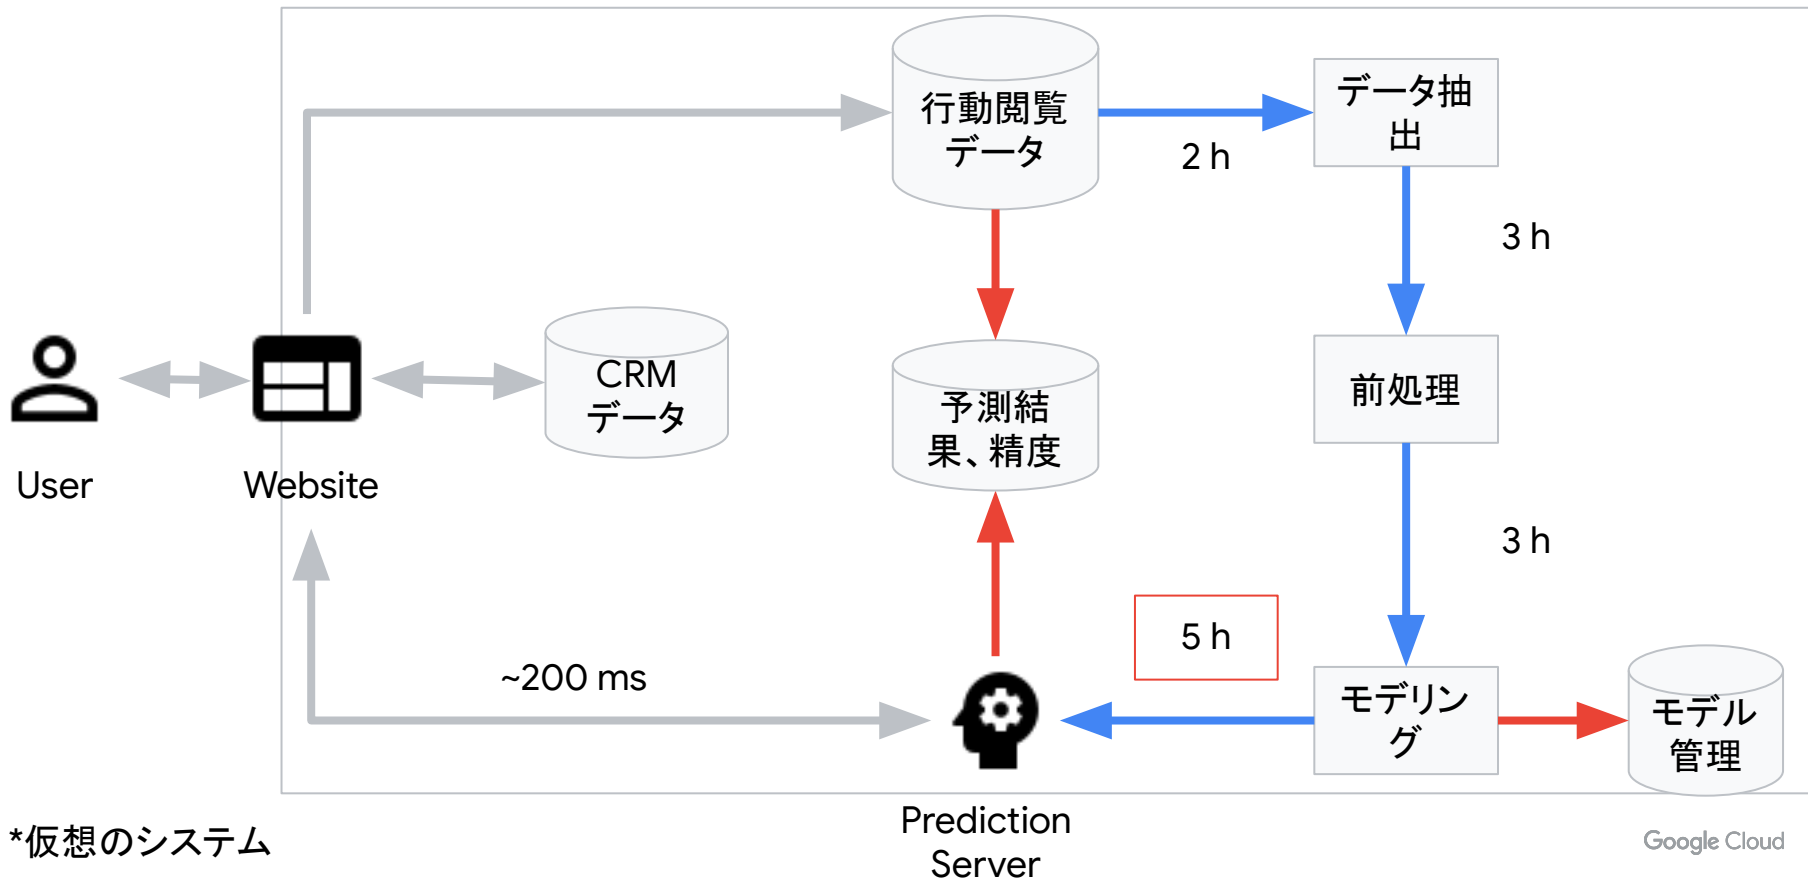 行動閲覧
データ
データ抽
出
2 h
3 h
CRM
データ
予測結
果、精度
前処理
User
Website
3 h
5 h
~200 ms
モデリン
グ
モデル
管理
Prediction
Server
*仮想のシステム
Google Cloud